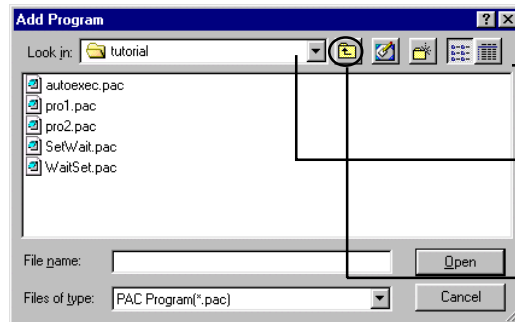 Add Program
Look in: tutorial
autoexec.pac
pro1.pac
pro2.pac
SetWait.pac
WaitSet.pac
File name:
Open
Files of type: PAC Program(*.pac)
Cancel